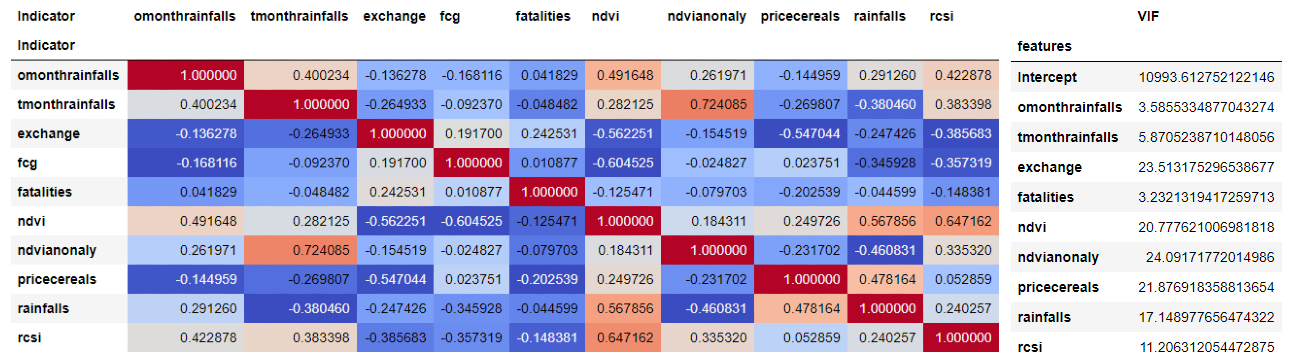 Indicator omonthrainfalls tmonthrainfalls exchange fcg fatalities ndvi ndvianonaly pricecereals rainfalls rcsi
Indicator
omonthrainfalls 1.000000 0.400234 -0.136278 -0.168116 0.041829 0.491648 0.261971 -0.144959 0.291260 0.422878
tmonthrainfalls 0.400234 1.000000 -0.264933 -0.092370 -0.048482 0.282125 0.724085 -0.269807 -0.380460 0.383398
exchange -0.136278 -0.264933 1.000000 0.191700 0.242531 -0.562251 -0.154519 -0.547044 -0.247426 -0.385683
fcg -0.168116 -0.092370 0.191700 1.000000 0.010877 -0.604525 -0.024827 0.023751 -0.345928 -0.357319
fatalities 0.041829 -0.048482 0.242531 0.010877 1.000000 -0.125471 -0.079703 -0.202539 -0.044599 -0.148381
ndvi 0.491648 0.282125 -0.562251 -0.604525 -0.125471 1.000000 0.184311 0.249726 0.567856 0.647162
ndvianonaly 0.261971 0.724085 -0.154519 -0.024827 -0.079703 0.184311 1.000000 -0.231702 -0.460831 0.335320
pricecereals -0.144959 -0.269807 -0.547044 0.023751 -0.202539 0.249726 -0.231702 1.000000 0.478164 0.052859
rainfalls 0.291260 -0.380460 -0.247426 -0.345928 -0.044599 0.567856 -0.460831 0.478164 1.000000 0.240257
rcsi 0.422878 0.383398 -0.385683 -0.357319 -0.148381 0.647162 0.335320 0.052859 0.240257 1.000000
VIF
features
Intercept 10993.612752122146
omonthrainfalls 3.5855334877043274
tmonthrainfalls 5.8705238710148056
exchange 23.513175296538677
fatalities 3.2321319417259713
ndvi 20.777621006981818
ndvianonaly 24.09171772014986
pricecereals 21.876918358813654
rainfalls 17.148977656474322
rcsi 11.206312054472875